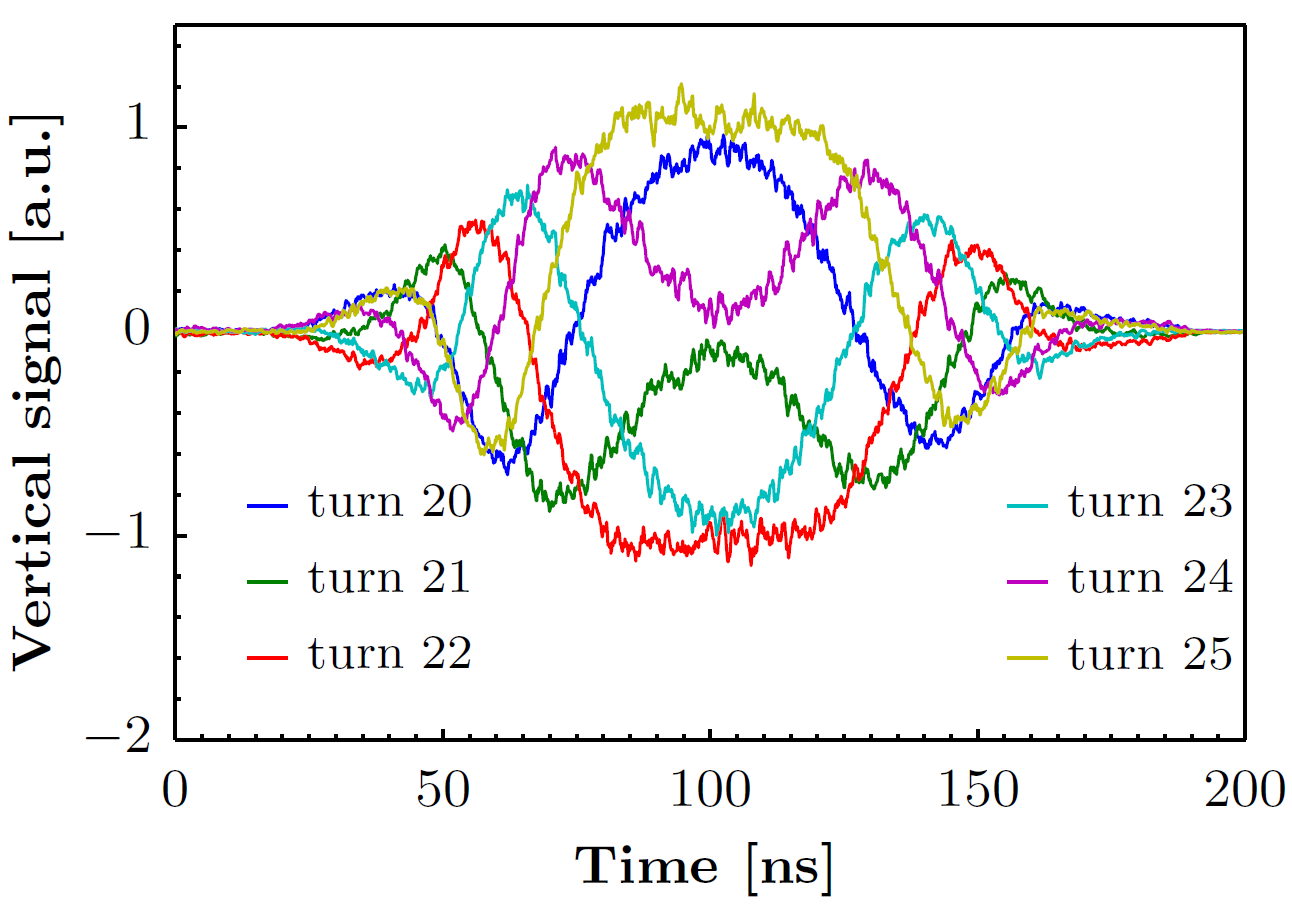 Vertical signal [a.u.]
1
0
−1
−2
turn 20
turn 21
turn 22
turn 23
turn 24
turn 25
0
50
100
150
200
Time [ns]